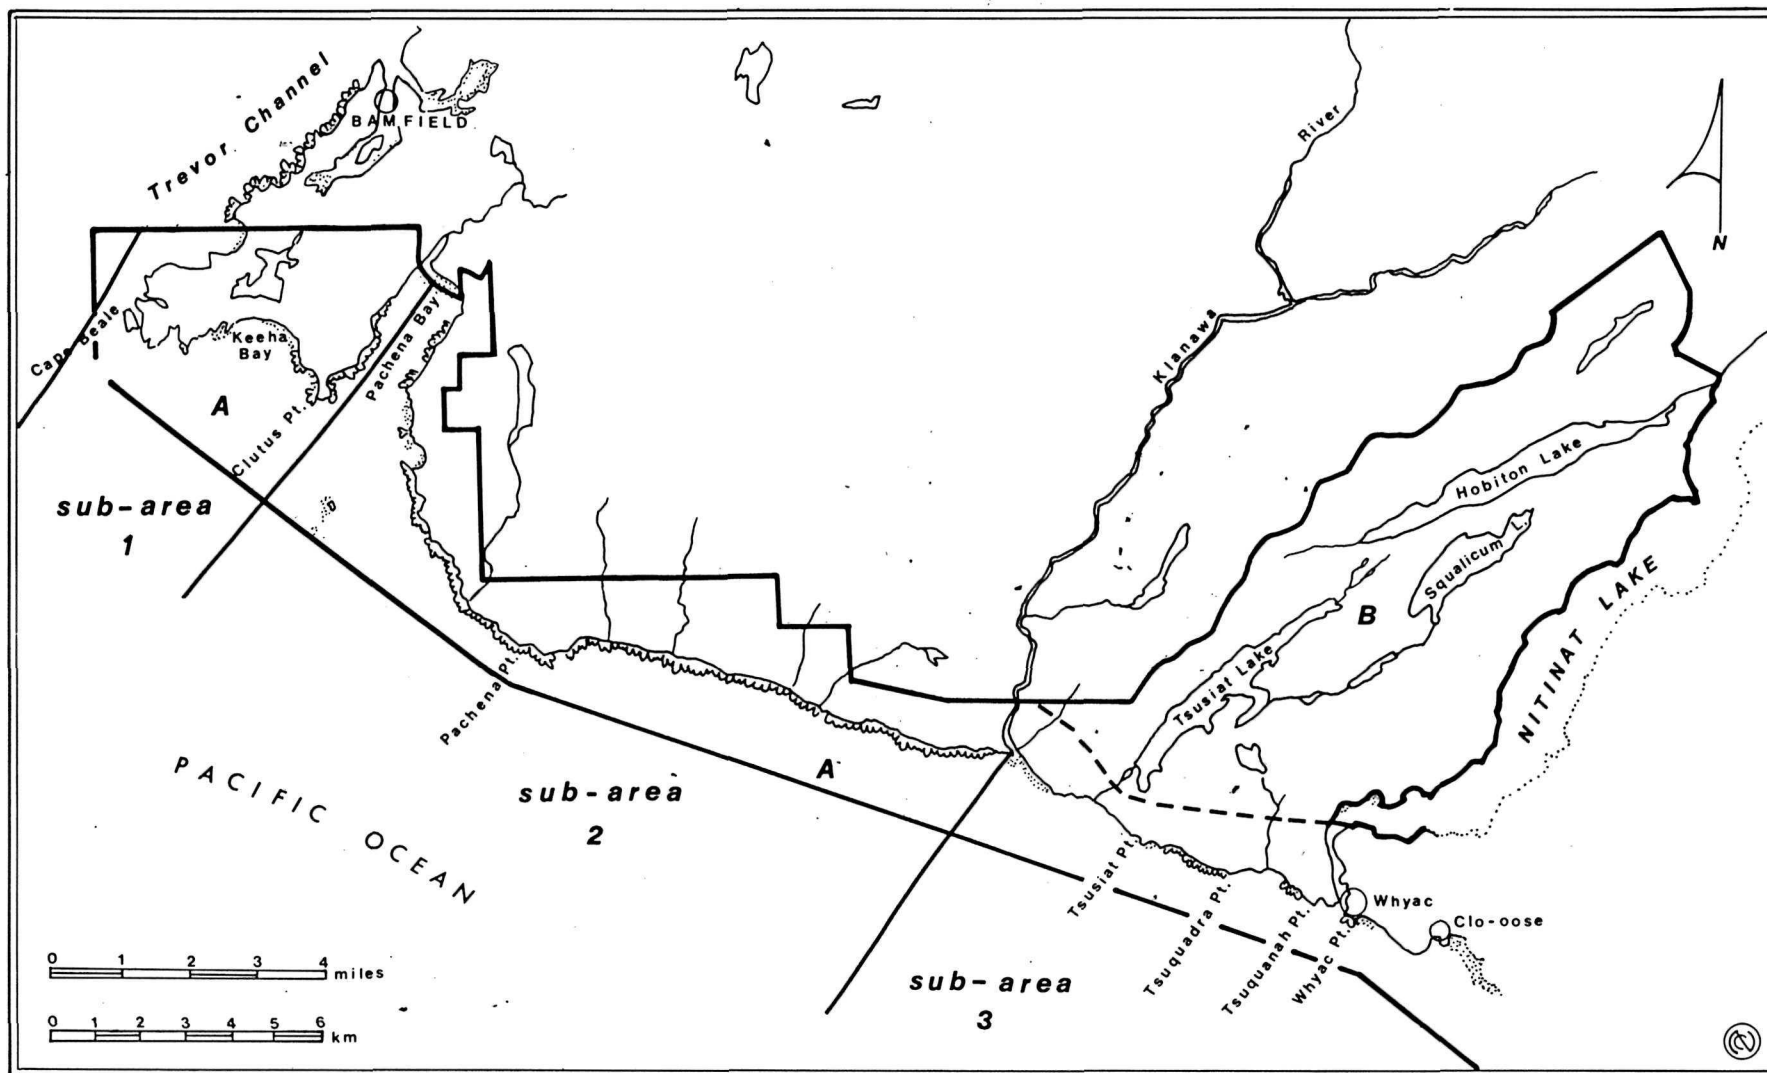 Trevor Channel
BAMFIELD
River
N
Cape Beale
Keeha
Bay
Pachena Bay
A
Clutus Pt.
sub-area
1
Klanawa
Hobiton Lake
Squalicum L.
B
Tsusiat Lake
NITINAT LAKE
Pachena Pt.
PACIFIC OCEAN
sub-area
2
A
Tsusiat Pt.
Tsuquadra Pt.
Tsuquanah Pt.
Whyac Pt.
Whyac
Clo-oose
sub-area
3
0 1 2 3 4
miles
0 1 2 3 4 5 6
km